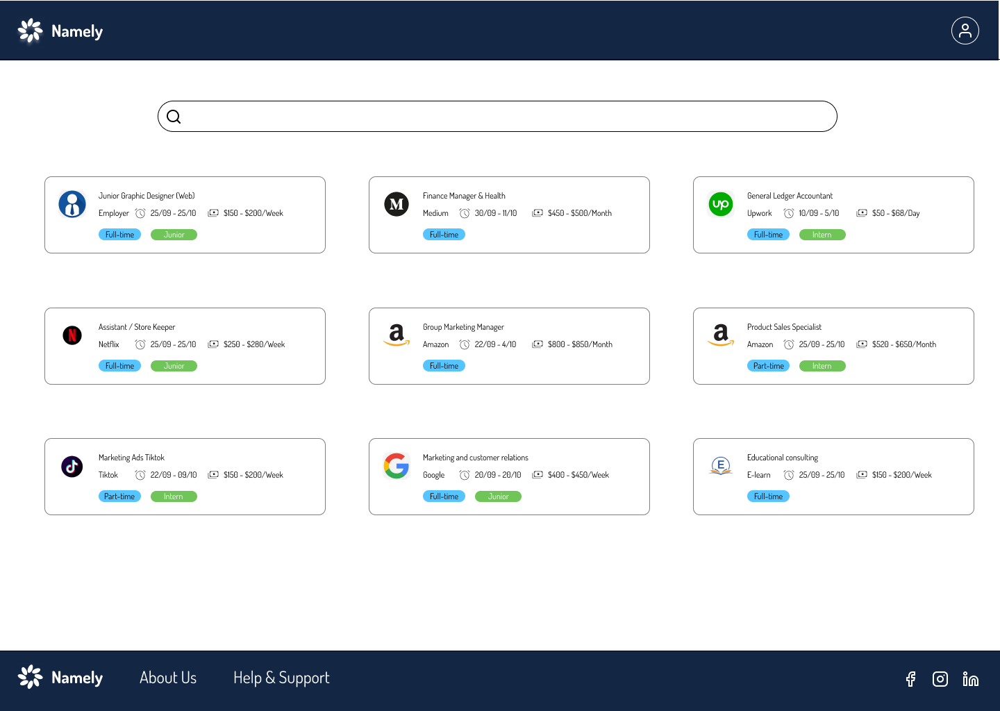 Namely
Junior Graphic Designer (Web)
Employer 25/09 - 25/10 $150 - $200/Week
Full-time Junior
Finance Manager & Health
Medium 30/09 - 11/10 $450 - $500/Month
Full-time
up
General Ledger Accountant
Upwork 10/09 - 5/10 $50 - $68/Day
Full-time Intern
Assistant / Store Keeper
Netflix 25/09 - 25/10 $250 - $280/Week
Full-time Junior
Group Marketing Manager
Amazon 22/09 - 4/10 $800 - $850/Month
Full-time
Product Sales Specialist
Amazon 25/09 - 25/10 $520 - $650/Month
Part-time Intern
Marketing Ads Tiktok
Tiktok 22/09 - 09/10 $150 - $200/Week
Part-time Intern
Marketing and customer relations
Google 20/09 - 20/10 $400 - $450/Week
Full-time Junior
E
Educational consulting
E-learn 25/09 - 25/10 $150 - $200/Week
Full-time
Namely About Us Help & Support